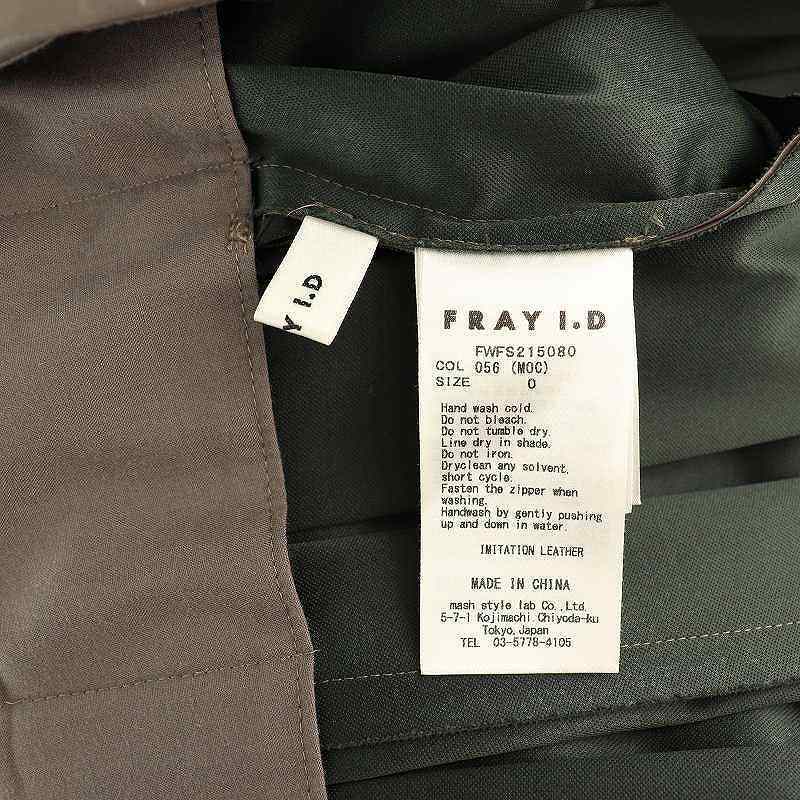 Y I.D
FRAY I.D
FWFS215080
COL 056 (MOC)
SIZE 0
Hand wash cold.
Do not bleach.
Do not tumble dry.
Line dry in shade.
Do not iron.
Dryclean any solvent,
short cycle.
Fasten the zipper when
washing.
Handwash by gently pushing
up and down in water.
IMITATION LEATHER
MADE IN CHINA
mash style lab Co.,Ltd.
5-7-1 Kojimachi Chiyoda-ku
Tokyo,Japan
TEL 03-5778-4105